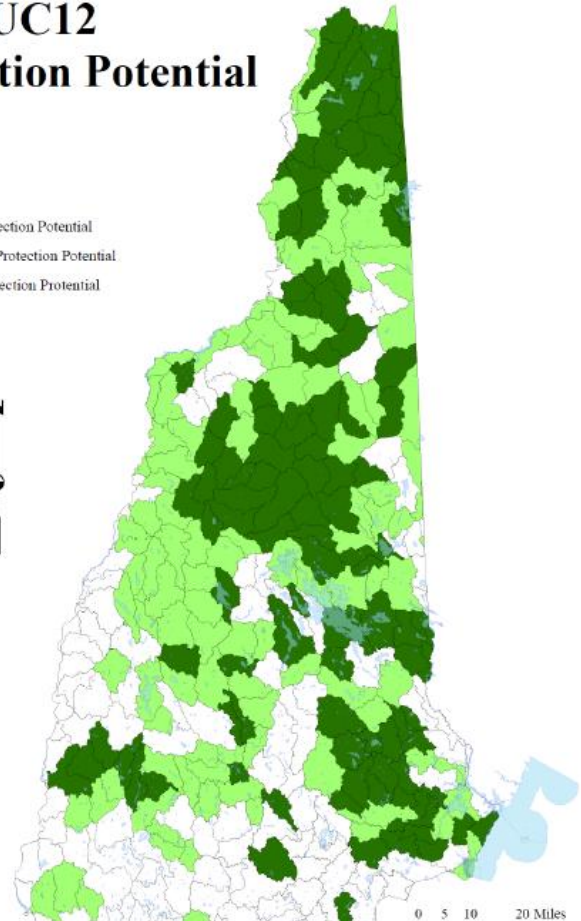 UC12
tion Potential
ection Potential
Protection Potential
ection Protential
0 5 10 20 Miles